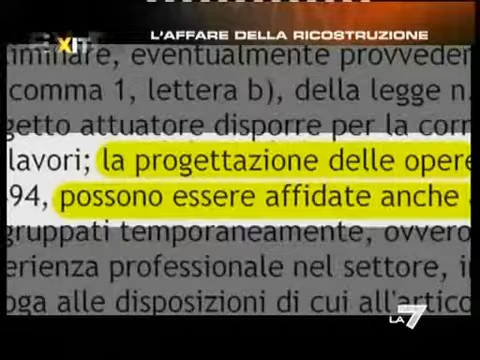 L'AFFARE DELLA RICOSTRUZIONE
EXIT
eventualmente provveder
comma 1, lettera b), della legge n.
getto attuatore disporre per la corr
lavori; la progettazione delle opere
94, possono essere affidate anche a
gruppati temporaneamente, ovvero
erienza professionale nel settore, i
oga alle disposizioni di cui all'artico
LA7